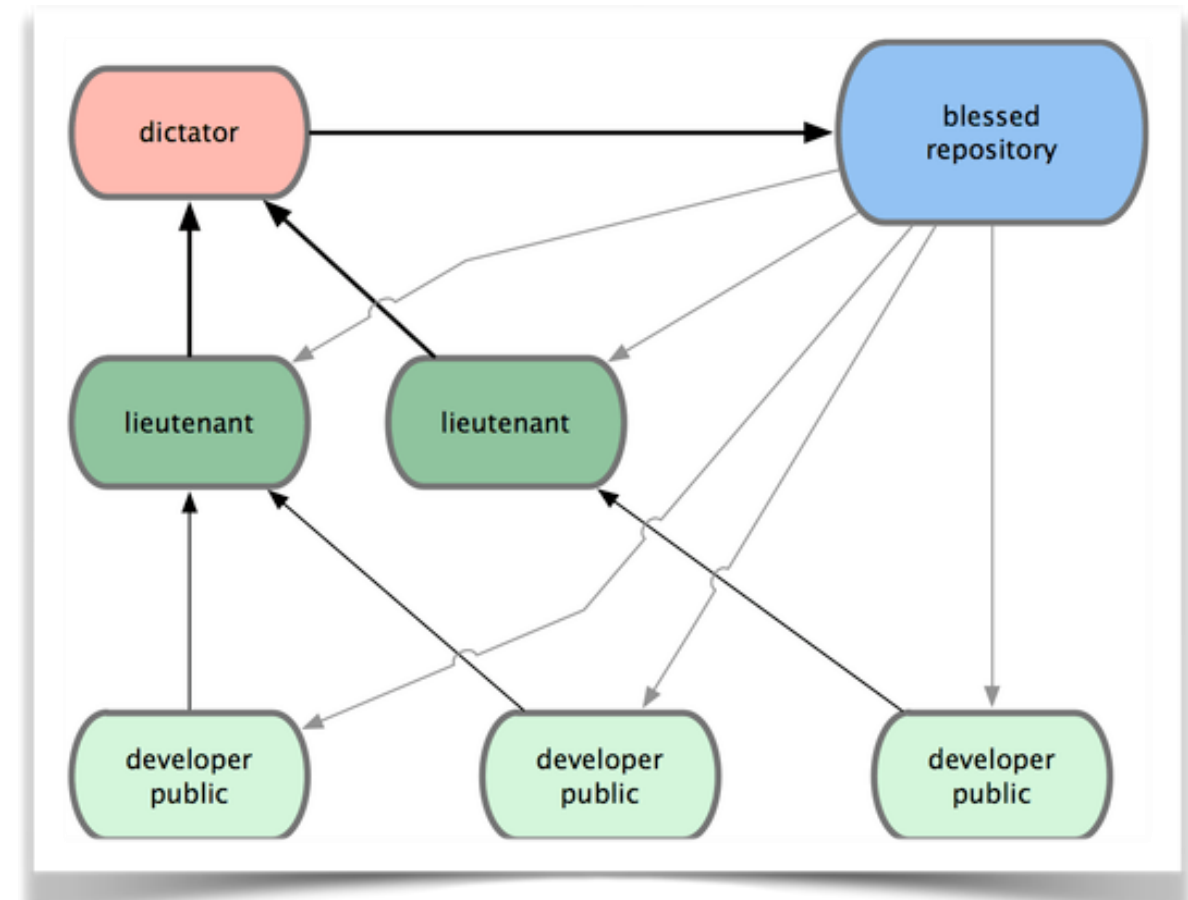 dictator
blessed
repository
lieutenant
lieutenant
developer
public
developer
public
developer
public